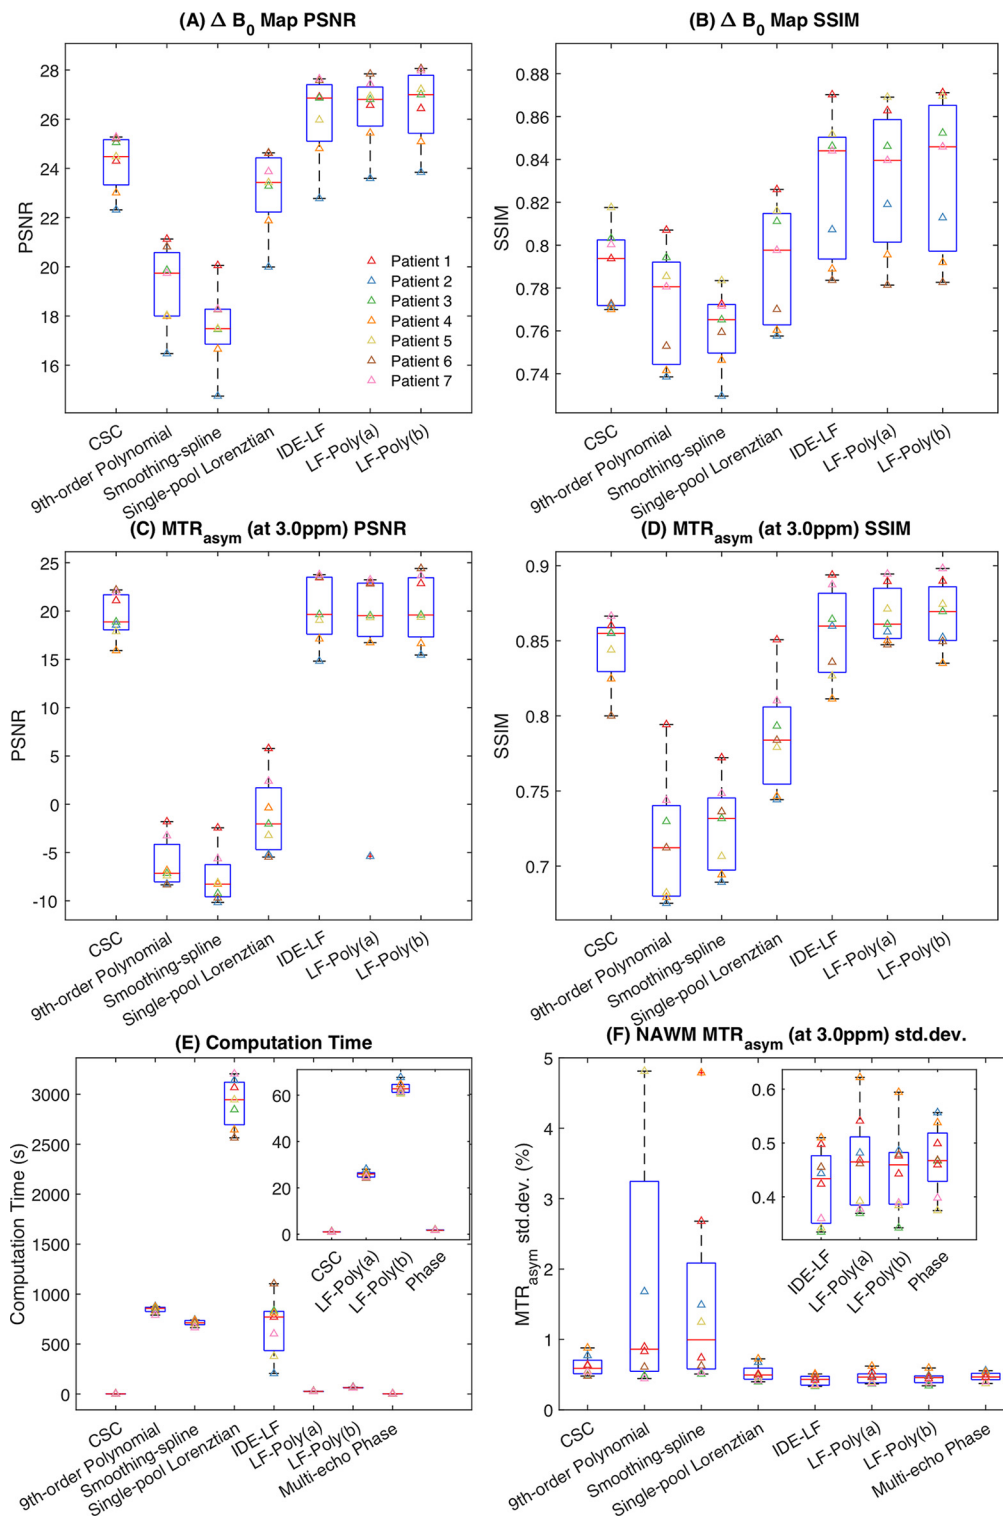 (A) Δ B0 Map PSNR
PSNR
28
26
24
22
20
18
16
Patient 1
Patient 2
Patient 3
Patient 4
Patient 5
Patient 6
Patient 7
CSC
9th-order Polynomial
Smoothing-spline
Single-pool Lorenztian
IDE-LF
LF-Poly(a)
LF-Poly(b)
(B) Δ B0 Map SSIM
SSIM
0.88
0.86
0.84
0.82
0.8
0.78
0.76
0.74
CSC
9th-order Polynomial
Smoothing-spline
Single-pool Lorenztian
IDE-LF
LF-Poly(a)
LF-Poly(b)
(C) MTRasym (at 3.0ppm) PSNR
PSNR
25
20
15
10
5
0
-5
-10
CSC
9th-order Polynomial
Smoothing-spline
Single-pool Lorenztian
IDE-LF
LF-Poly(a)
LF-Poly(b)
(D) MTRasym (at 3.0ppm) SSIM
SSIM
0.9
0.85
0.8
0.75
0.7
CSC
9th-order Polynomial
Smoothing-spline
Single-pool Lorenztian
IDE-LF
LF-Poly(a)
LF-Poly(b)
(E) Computation Time
Computation Time (s)
3000
2500
2000
1500
1000
500
0
60
40
20
0
CSC
LF-Poly(a)
LF-Poly(b)
Phase
CSC
9th-order Polynomial
Smoothing-spline
Single-pool Lorenztian
IDE-LF
LF-Poly(a)
LF-Poly(b)
Multi-echo Phase
(F) NAWM MTRasym (at 3.0ppm) std.dev.
MTRasym std.dev. (%)
5
4
3
2
1
0
0.6
0.5
0.4
IDE-LF
LF-Poly(a)
LF-Poly(b)
Phase
CSC
9th-order Polynomial
Smoothing-spline
Single-pool Lorenztian
IDE-LF
LF-Poly(a)
LF-Poly(b)
Multi-echo Phase